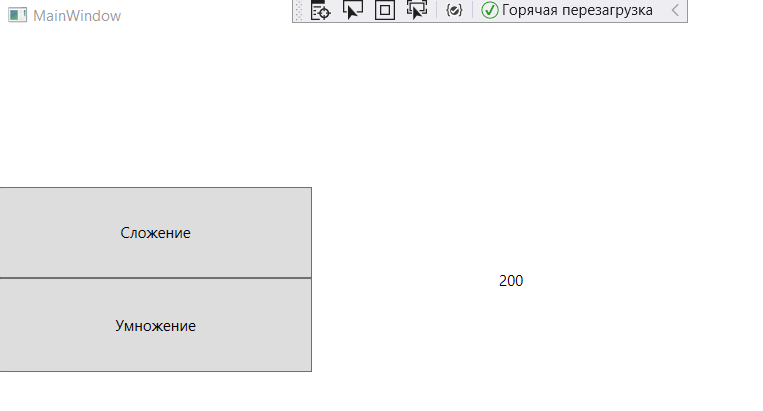 MainWindow
Горячая перезагрузка
Сложение
200
Умножение